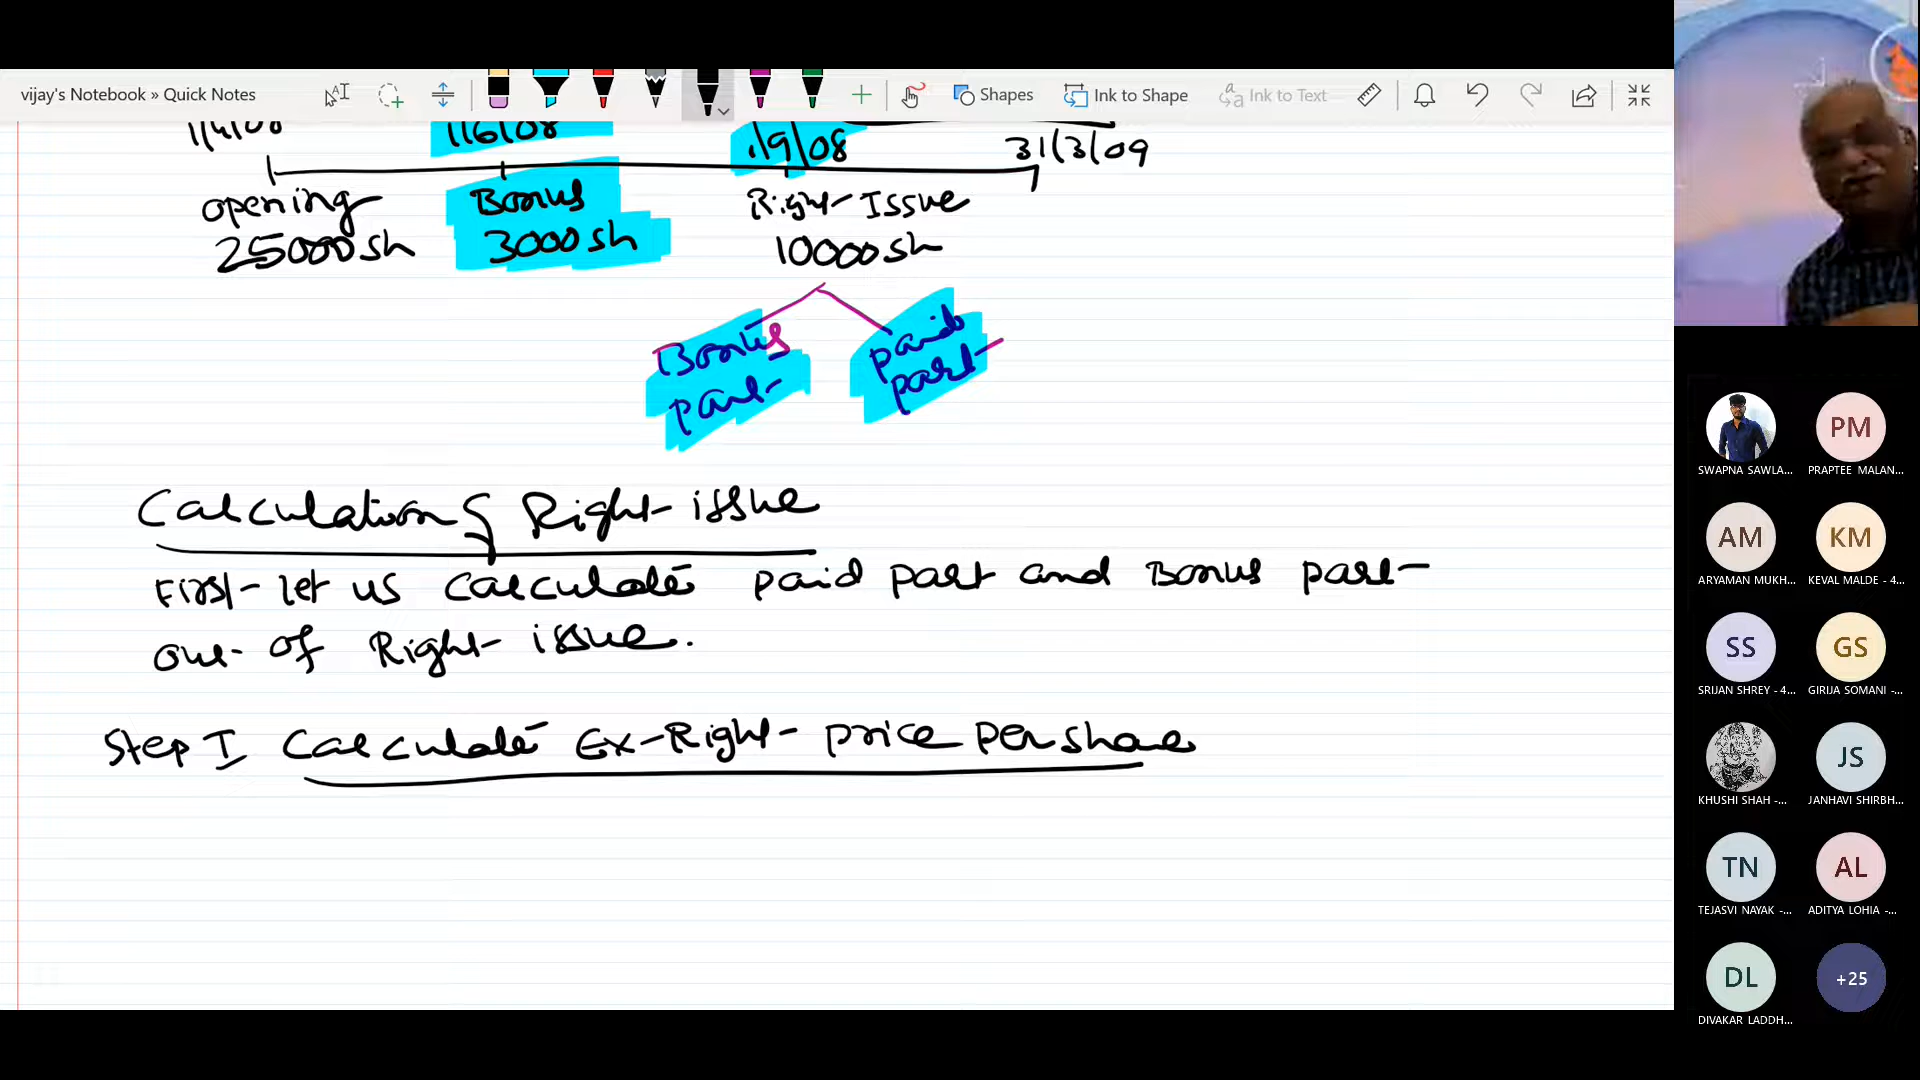 vijay's Notebook » Quick Notes
Shapes
Ink to Shape
Ink to Text
1/4/08 1/6/08 1/9/08 31/3/09
opening Bonus Right-Issue
25000 sh 3000 sh 10000 sh
Bonus paid
part part
Calculation of Right-issue
First-let us calculate paid part and Bonus part
out of Right issue.
Step I Calculate Ex-Right-price per share
SWAPNA SAWLA...
PM
PRAPTEE MALAN...
AM
ARYAMAN MUKH...
KM
KEVAL MALDE - 4...
SS
SRIJAN SHREY - 4...
GS
GIRIJA SOMANI -...
KHUSHI SHAH -...
JS
JANHAVI SHIRBH...
TN
TEJASVI NAYAK -...
AL
ADITYA LOHIA -...
DL
DIVAKAR LADDH...
+25